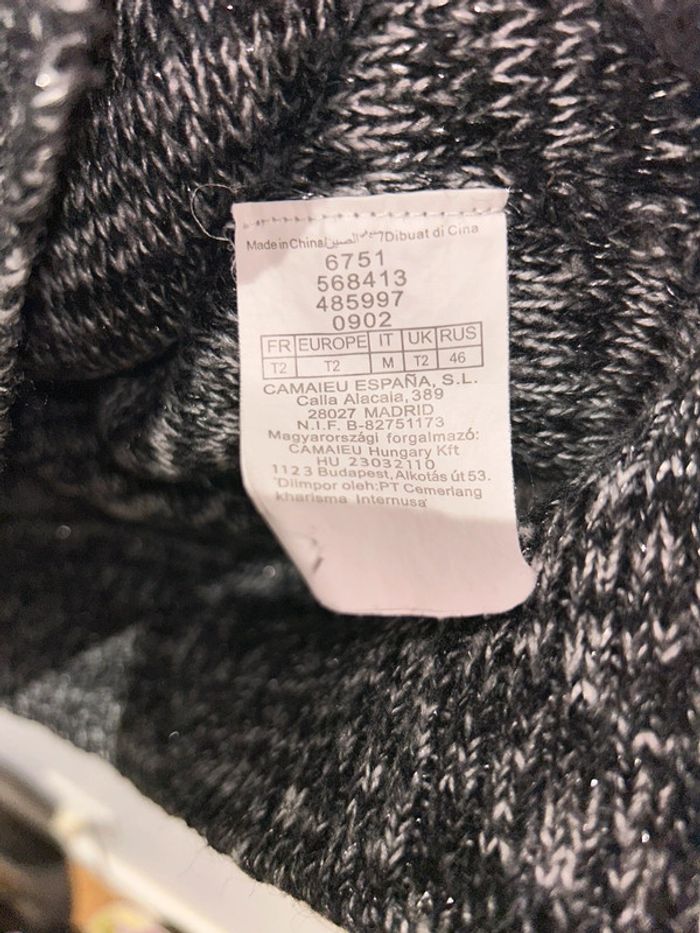 Made in China/صنع في الصين/Dibuat di Cina
6751
568413
485997
0902
FR EUROPE IT UK RUS
T2 T2 M T2 46
CAMAIEU ESPAÑA, S.L.
Calla Alacaia, 389
28027 MADRID
N.I.F. B-82751173
Magyarországi forgalmazó:
CAMAIEU Hungary Kft
HU 23032110
1123 Budapest, Alkotás út 53.
Diimpor oleh:PT Cemerlang
kharisma Internusa